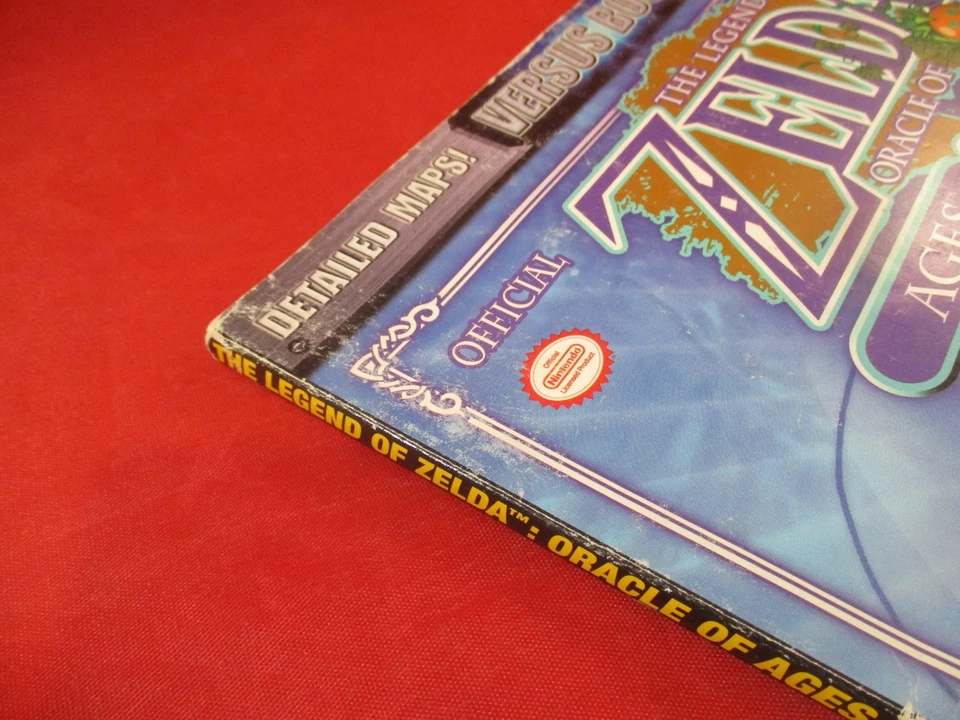 VERSUS BO
DETAILED MAPS!
THE LEGEND
ZELD
ORACLE OF
AGES
OFFICIAL
Official
Nintendo
Licensed Product
THE LEGEND OF ZELDA™: ORACLE OF AGES